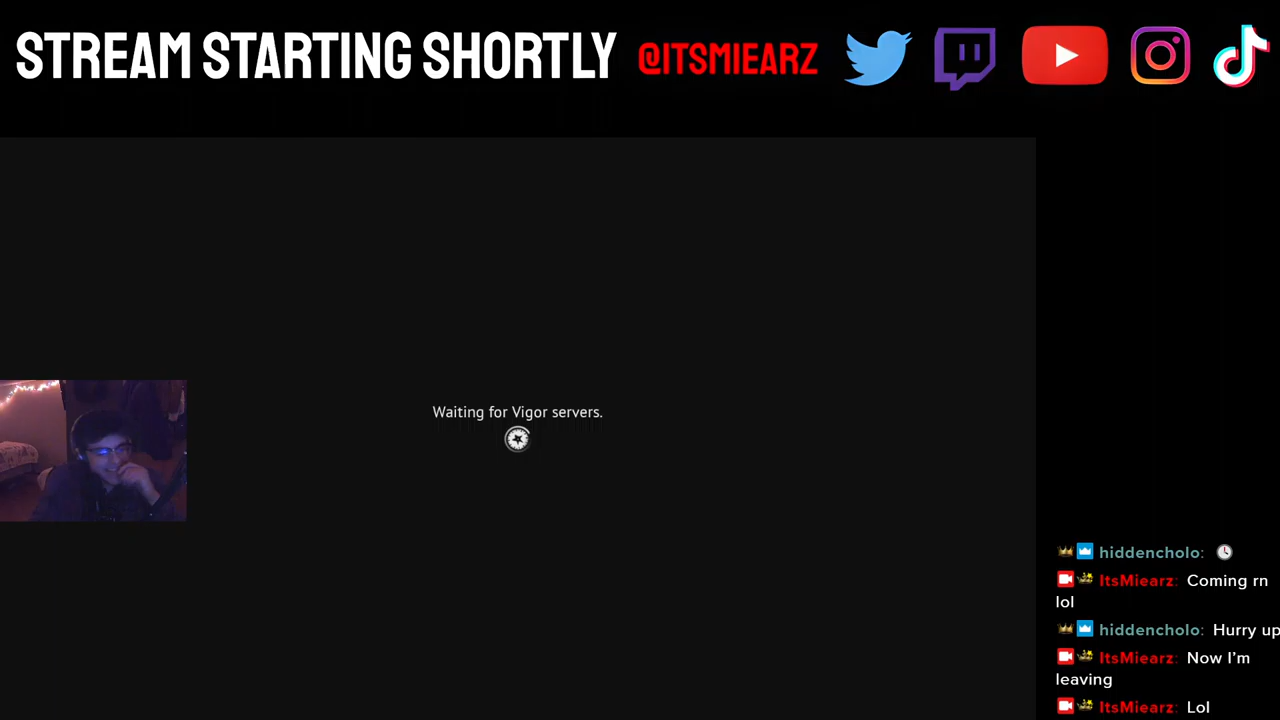 STREAM STARTING SHORTLY @ITSMIEARZ
Waiting for Vigor servers.
hiddencholo: 🕓
ItsMiearz: Coming rn
lol
hiddencholo: Hurry up
ItsMiearz: Now I'm
leaving
ItsMiearz: Lol